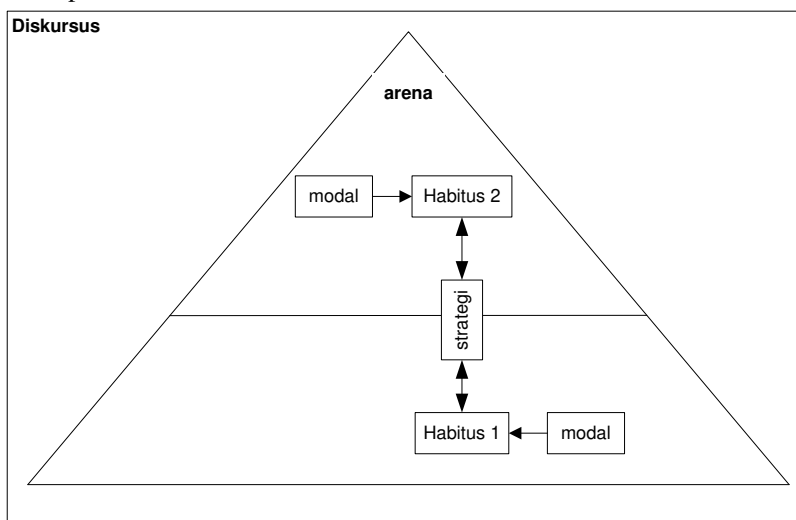 Diskursus
arena
modal
Habitus 2
strategi
Habitus 1
modal